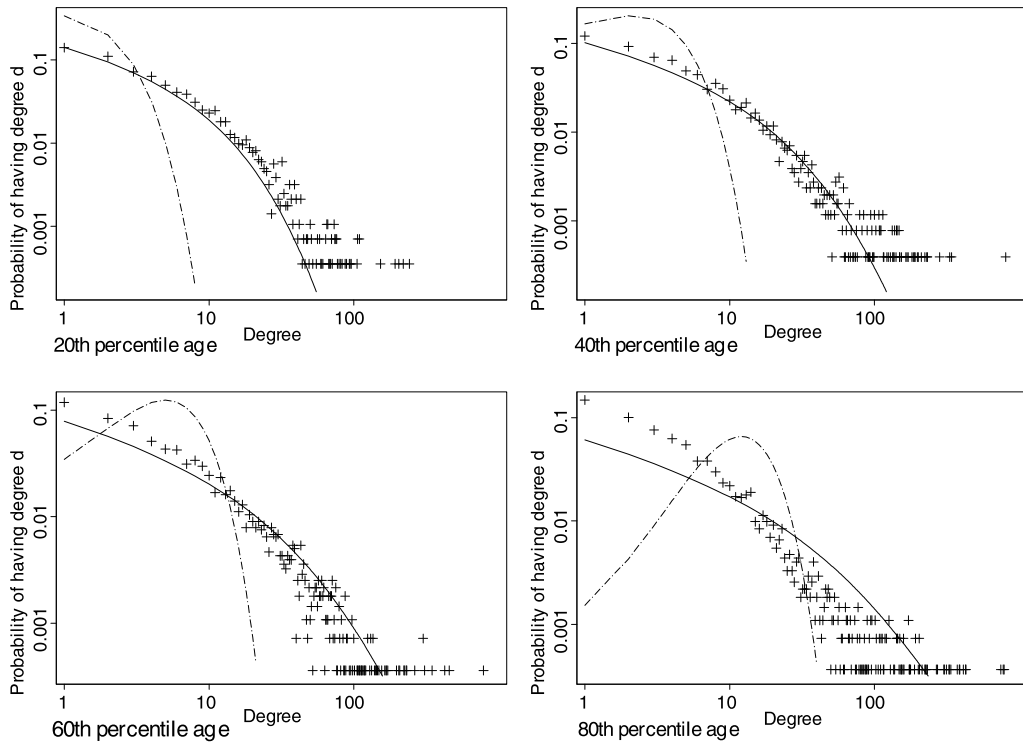 Probability of having degree d
0.1
0.01
0.001
1
10
100
Degree
20th percentile age
Probability of having degree d
0.1
0.01
0.001
1
10
100
Degree
40th percentile age
Probability of having degree d
0.1
0.01
0.001
1
10
100
Degree
60th percentile age
Probability of having degree d
0.1
0.01
0.001
1
10
100
Degree
80th percentile age